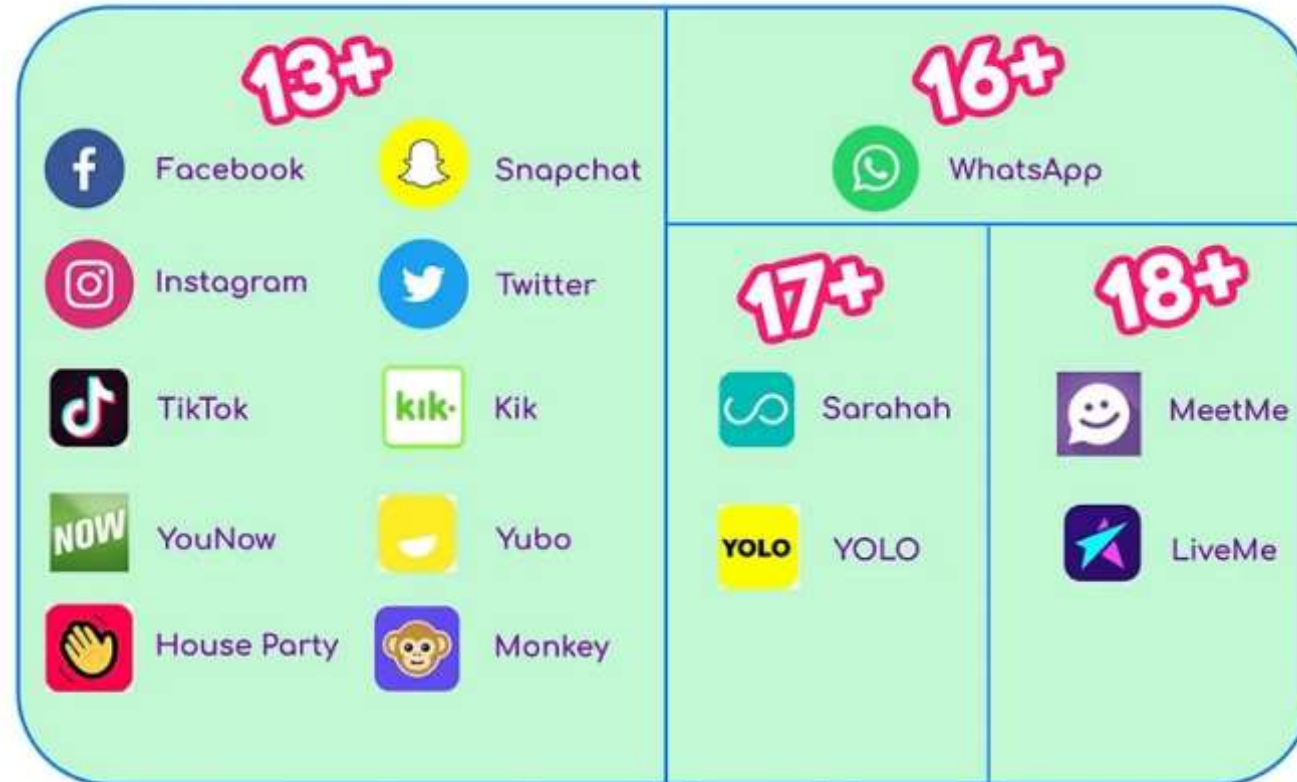 13+
Facebook
Snapchat
Instagram
Twitter
TikTok
kik.
Kik
NOW
YouNow
Yubo
House Party
Monkey
16+
WhatsApp
17+
Sarahah
YOLO
YOLO
18+
MeetMe
LiveMe